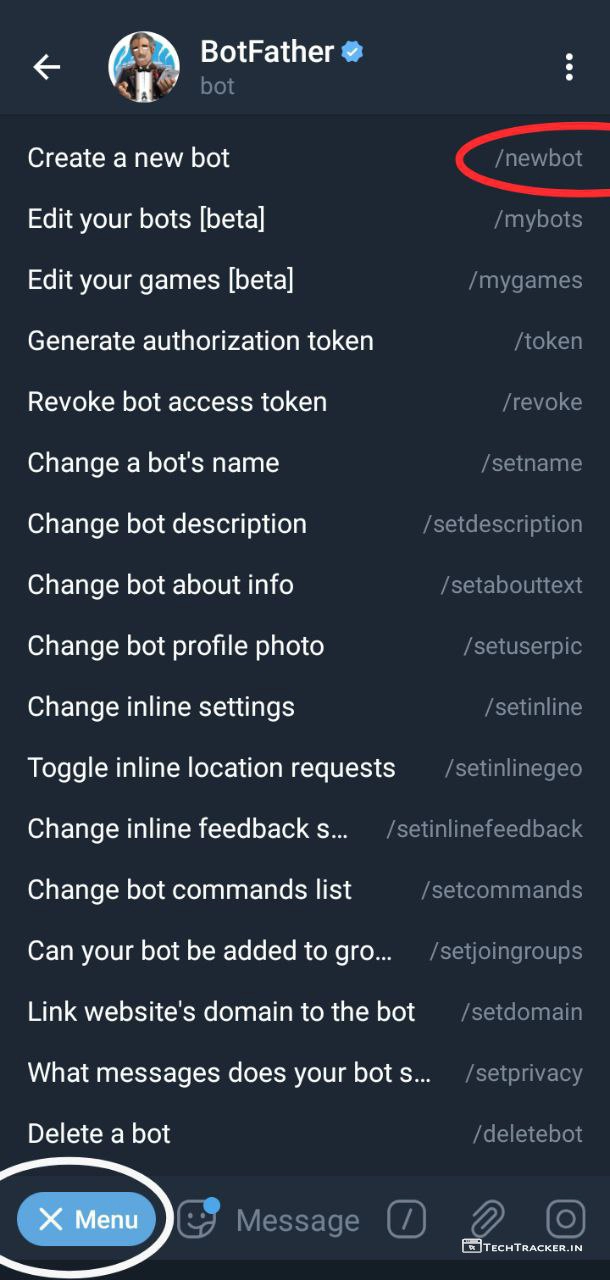 BotFather
bot
Create a new bot /newbot
Edit your bots [beta] /mybots
Edit your games [beta] /mygames
Generate authorization token /token
Revoke bot access token /revoke
Change a bot's name /setname
Change bot description /setdescription
Change bot about info /setabouttext
Change bot profile photo /setuserpic
Change inline settings /setinline
Toggle inline location requests /setinlinegeo
Change inline feedback s... /setinlinefeedback
Change bot commands list /setcommands
Can your bot be added to gro... /setjoingroups
Link website's domain to the bot /setdomain
What messages does your bot s... /setprivacy
Delete a bot /deletebot
Menu Message /
TechTracker.in